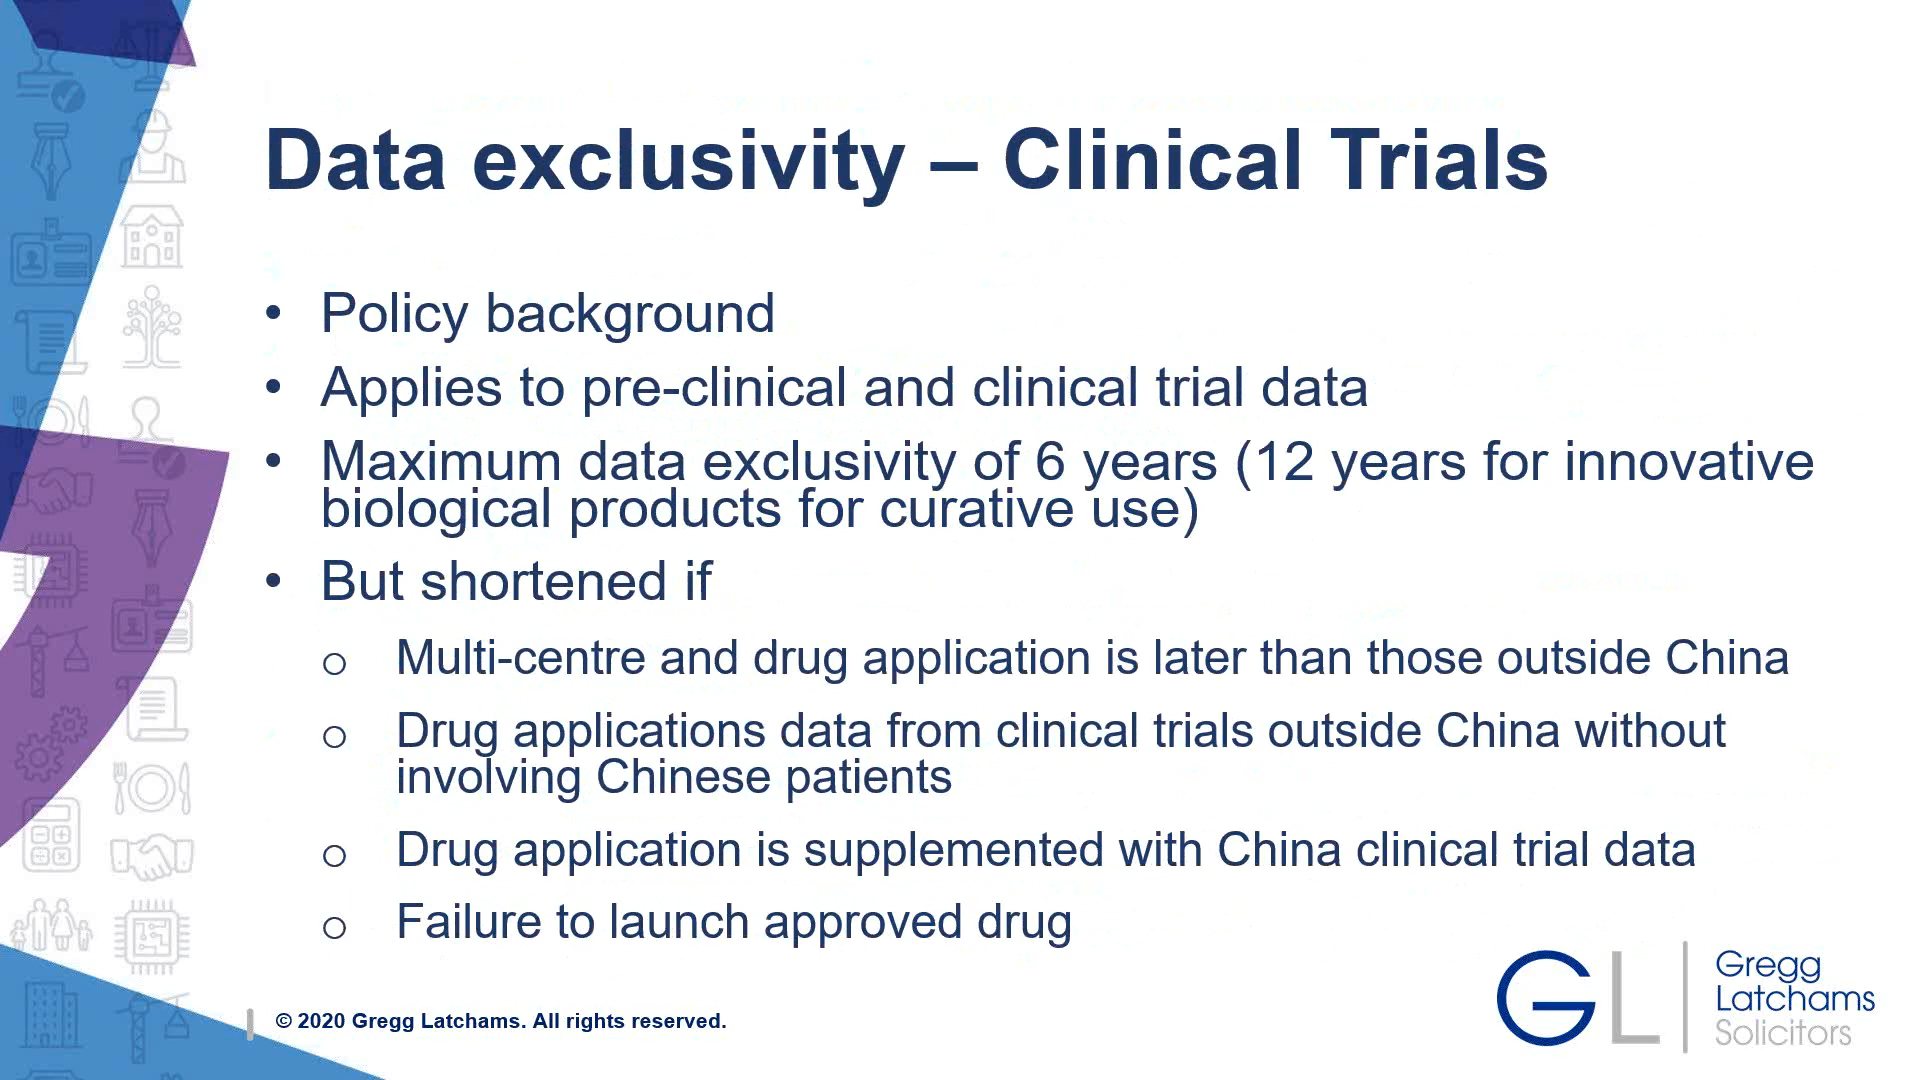 Data exclusivity – Clinical Trials
• Policy background
• Applies to pre-clinical and clinical trial data
• Maximum data exclusivity of 6 years (12 years for innovative
biological products for curative use)
• But shortened if
o Multi-centre and drug application is later than those outside China
o Drug applications data from clinical trials outside China without
involving Chinese patients
o Drug application is supplemented with China clinical trial data
o Failure to launch approved drug
© 2020 Gregg Latchams. All rights reserved.
GL
Gregg
Latchams
Solicitors